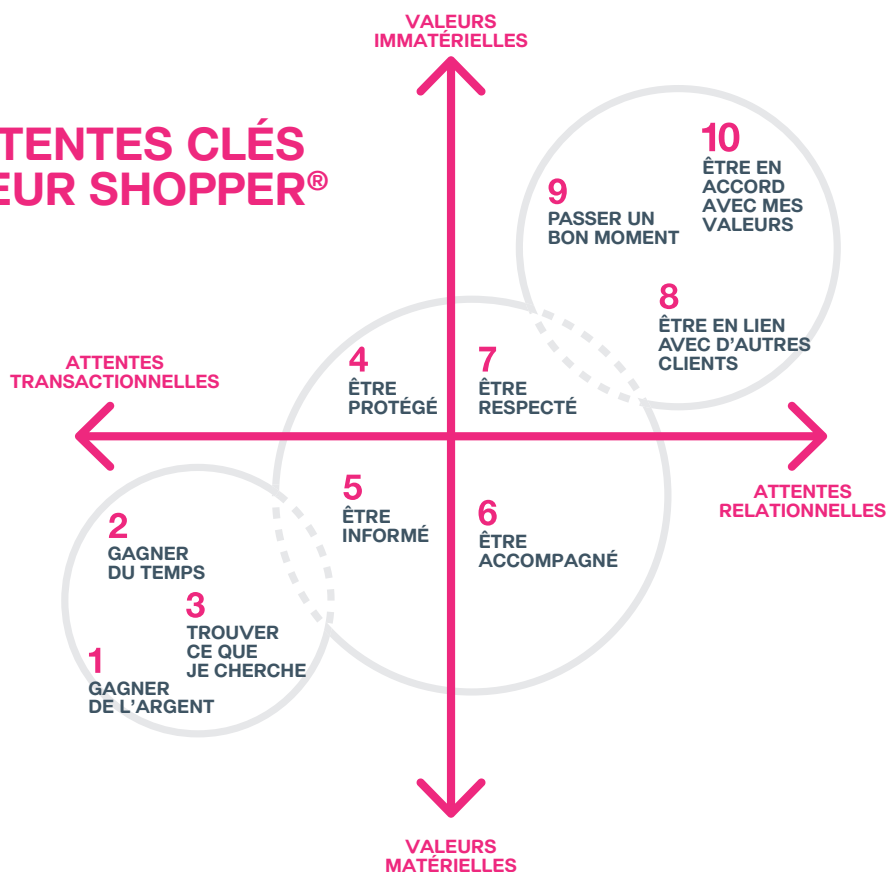 VALEURS
IMMATÉRIELLES
TENTES CLÉS
EUR SHOPPER®
10
ÊTRE EN
ACCORD
AVEC MES
VALEURS
9
PASSER UN
BON MOMENT
8
ÊTRE EN LIEN
AVEC D'AUTRES
CLIENTS
4
ÊTRE
PROTÉGÉ
7
ÊTRE
RESPECTÉ
ATTENTES
TRANSACTIONNELLES
ATTENTES
RELATIONNELLES
5
ÊTRE
INFORMÉ
6
ÊTRE
ACCOMPAGNÉ
2
GAGNER
DU TEMPS
3
TROUVER
CE QUE
JE CHERCHE
1
GAGNER
DE L'ARGENT
VALEURS
MATÉRIELLES